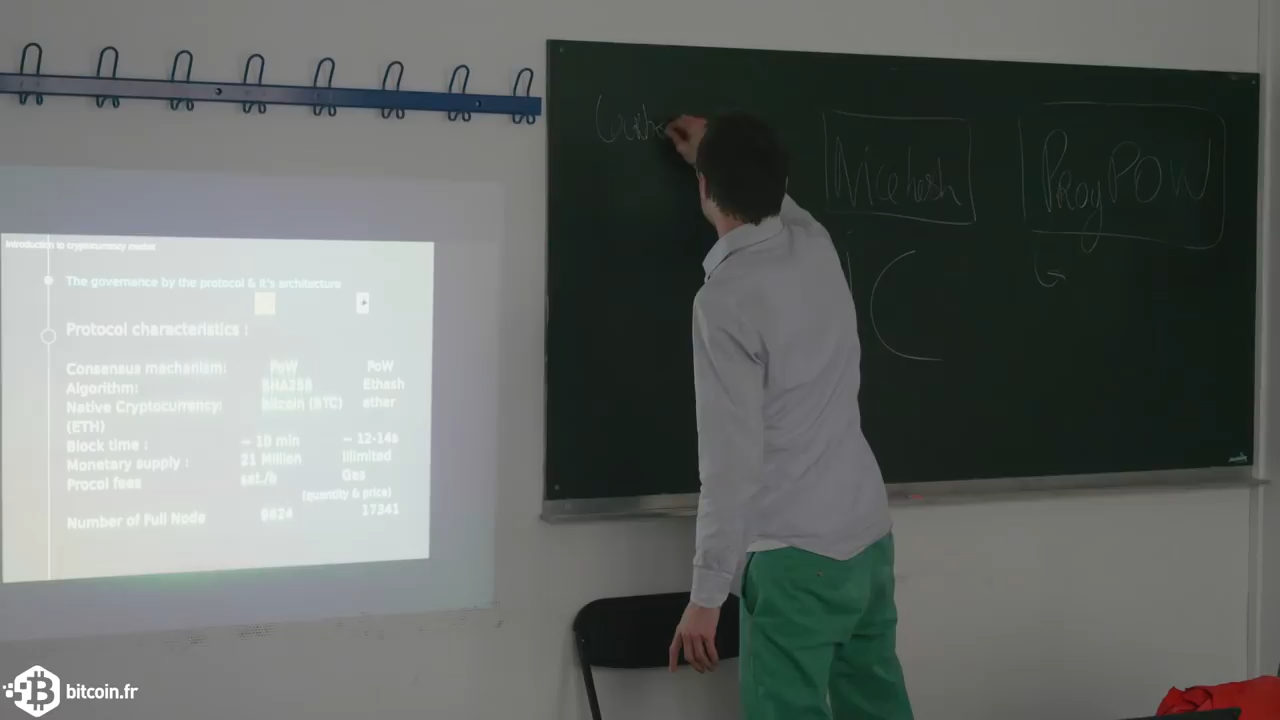 Introduction to cryptocurrency market
The governance by the protocol & it's architecture
Protocol characteristics :
Consensus mechanism: PoW PoW
Algorithm: SHA256 Ethash
Native Cryptocurrency: bitcoin (BTC) ether
(ETH)
Block time : ~ 10 min ~ 12-14s
Monetary supply : 21 Million Illimited
Procol fees sat./b Gas
(quantity & price)
Number of Full Node 9624 17341
Nicehash
ProgPOW
C
bitcoin.fr